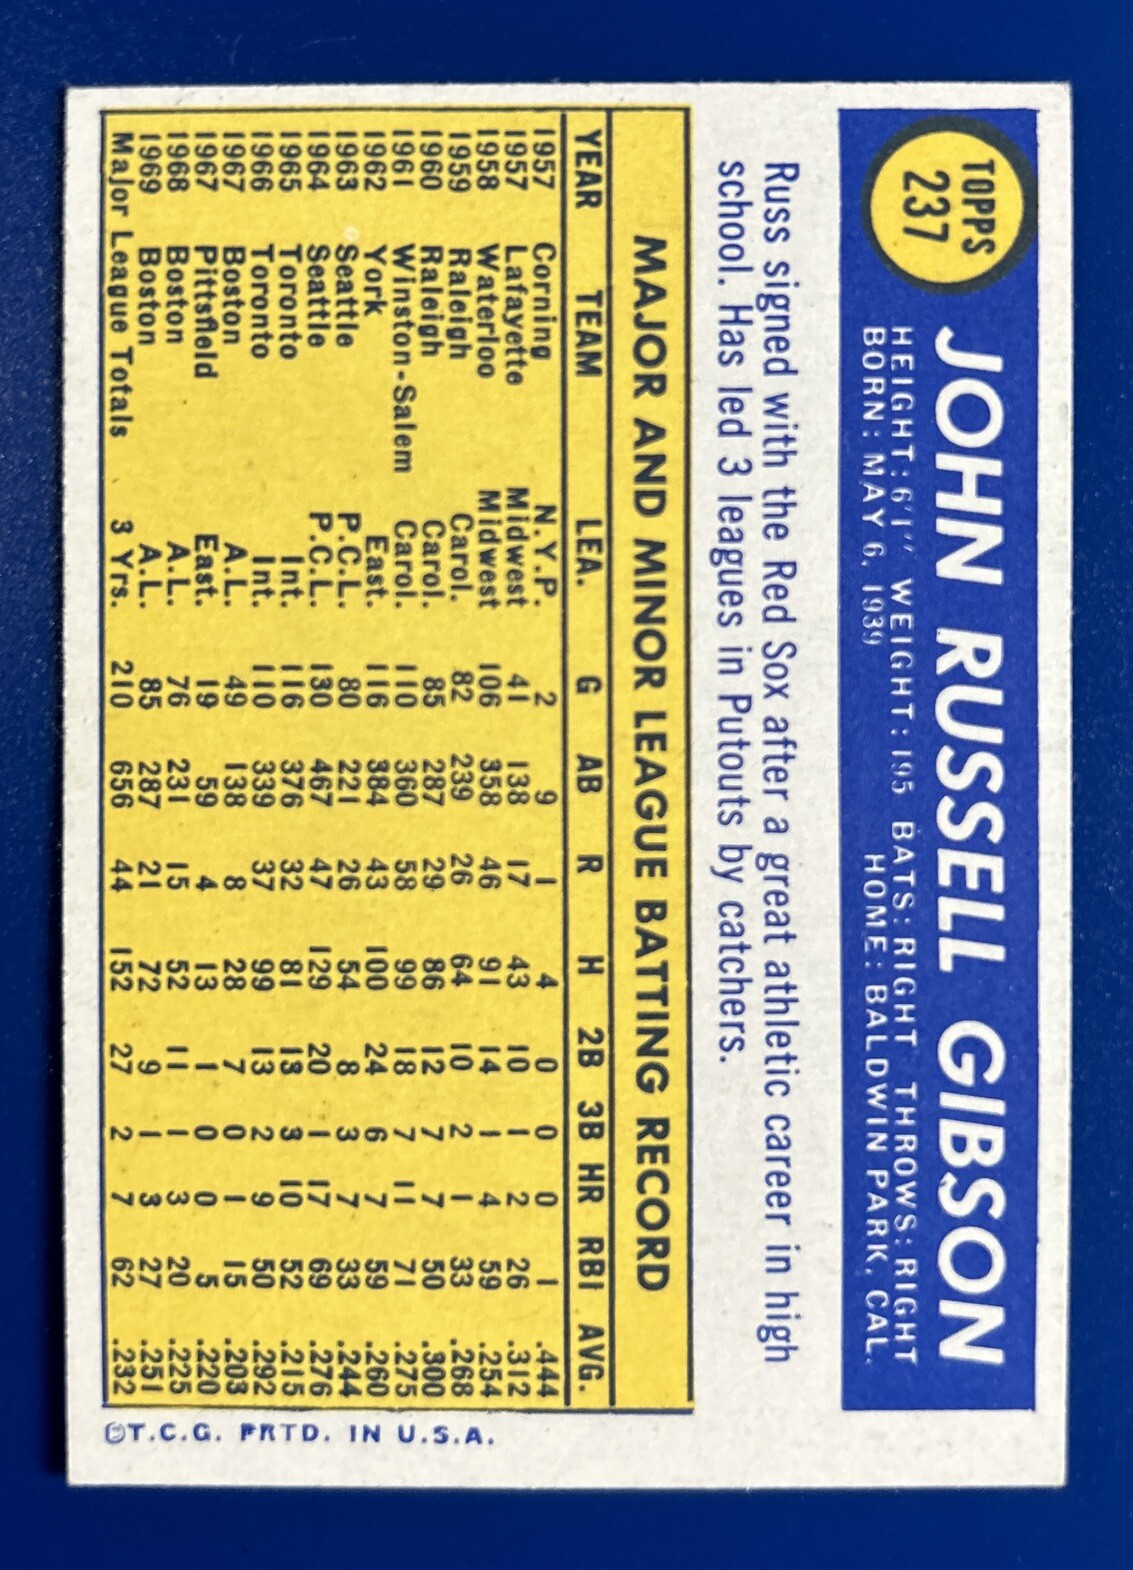 TOPPS
237
JOHN RUSSELL GIBSON
HEIGHT: 6'1" WEIGHT: 195 BATS: RIGHT THROWS: RIGHT
BORN: MAY 6, 1939 HOME: BALDWIN PARK, CAL.
Russ signed with the Red Sox after a great athletic career in high
school. Has led 3 leagues in Putouts by catchers.
MAJOR AND MINOR LEAGUE BATTING RECORD
YEAR TEAM LEA. G AB R H 2B 3B HR RBI AVG.
1957 Corning N.Y.P. 2 9 1 4 0 0 0 1 .444
1957 Lafayette Midwest 41 138 17 43 10 1 2 26 .312
1958 Waterloo Midwest 106 358 46 91 14 1 4 59 .254
1959 Raleigh Carol. 82 239 26 64 10 2 1 33 .268
1960 Raleigh Carol. 85 287 29 86 12 7 7 50 .300
1961 Winston-Salem Carol. 110 360 58 99 18 7 11 71 .275
1962 York East. 116 384 43 100 24 6 7 59 .260
1963 Seattle P.C.L. 80 221 26 54 8 3 7 33 .244
1964 Seattle P.C.L. 130 467 47 129 20 1 17 69 .276
1965 Toronto Int. 116 376 32 81 13 3 10 52 .215
1966 Toronto Int. 110 339 37 99 13 2 9 50 .292
1967 Boston A.L. 49 138 8 28 7 0 1 15 .203
1967 Pittsfield East. 19 59 4 13 1 0 0 5 .220
1968 Boston A.L. 76 231 15 52 11 1 3 20 .225
1969 Boston A.L. 85 287 21 72 9 1 3 27 .251
Major League Totals 3 Yrs. 210 656 44 152 27 2 7 62 .232
©T.C.G. PRTD. IN U.S.A.